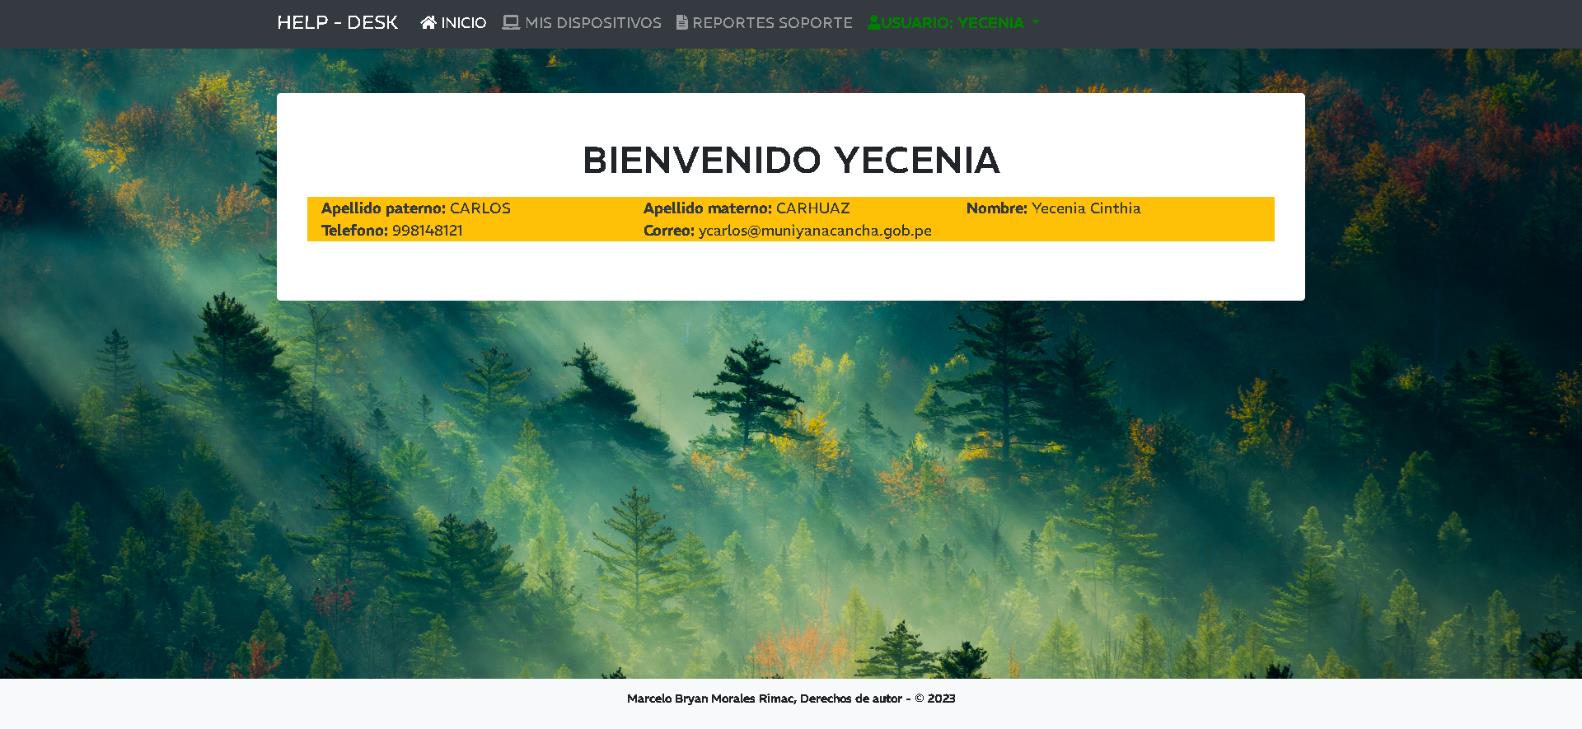 HELP - DESK INICIO MIS DISPOSITIVOS REPORTES SOPORTE USUARIO: YECENIA
BIENVENIDO YECENIA
Apellido paterno: CARLOS Apellido materno: CARHUAZ Nombre: Yecenia Cinthia
Telefono: 998148121 Correo: ycarlos@muniyanacancha.gob.pe
Marcelo Bryan Morales Rimac, Derechos de autor - © 2023